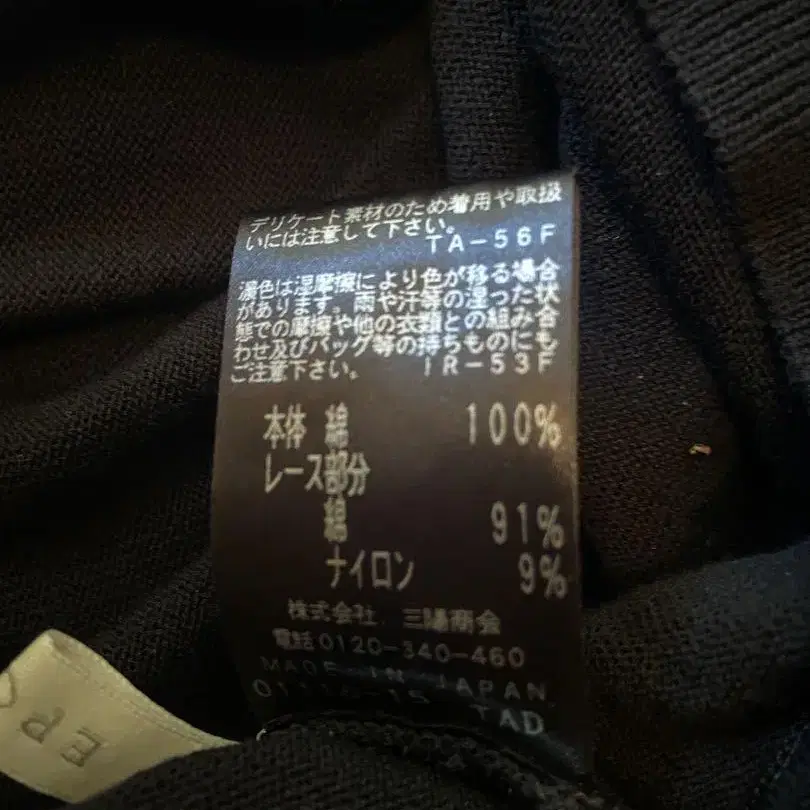 デリケート素材のため着用や取扱
いには注意して下さい。
TA-56F
濃色は湿摩擦により色が移る場合
があります。雨や汗等の湿った状
態での摩擦や他の衣類との組み合
わせ及びバッグ等の持ちものにも
ご注意下さい。 IR-53F
本体 綿 100%
レース部分
綿 91%
ナイロン 9%
株式会社 三陽商会
電話0120-340-460
MADE IN JAPAN
TAD
EPO